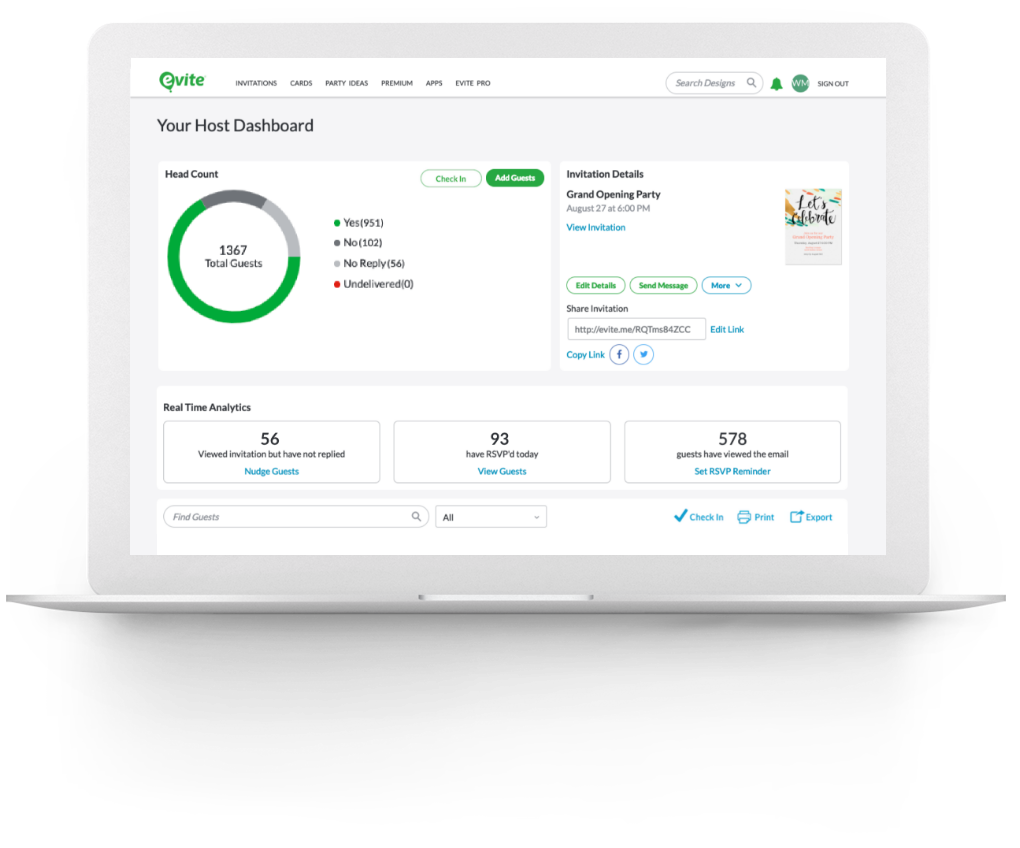 evite
INVITATIONS CARDS PARTY IDEAS PREMIUM APPS EVITE PRO
Search Designs
WM
SIGN OUT
Your Host Dashboard
Head Count
Check In
Add Guests
1367
Total Guests
Yes(951)
No(102)
No Reply(56)
Undelivered(0)
Invitation Details
Grand Opening Party
August 27 at 6:00 PM
View Invitation
Let's
Celebrate
Edit Details
Send Message
More
Share Invitation
http://evite.me/RQTms84ZCC
Edit Link
Copy Link
Real Time Analytics
56
Viewed invitation but have not replied
Nudge Guests
93
have RSVP'd today
View Guests
578
guests have viewed the email
Set RSVP Reminder
Find Guests
All
Check In
Print
Export